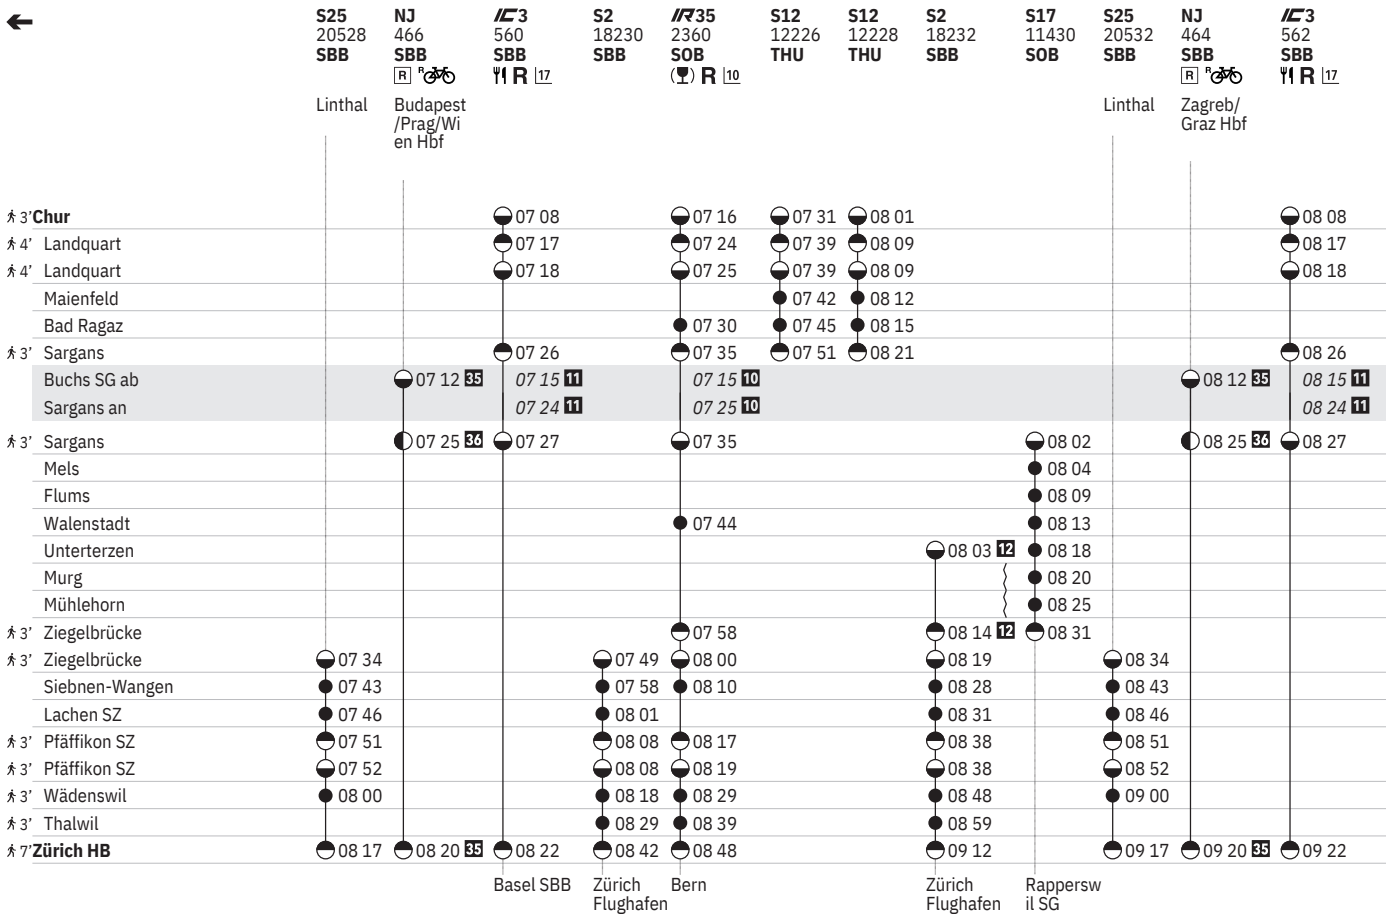 S25 NJ IC3 S2 IR35 S12 S12 S2 S17 S25 NJ IC3
20528 466 560 18230 2360 12226 12228 18232 11430 20532 464 562
SBB SBB SBB SBB SOB THU THU SBB SOB SBB SBB SBB
R R R 17 ( ) R 10 R R R 17
Linthal Budapest Linthal Zagreb/
/Prag/Wi Graz Hbf
en Hbf
3' Chur 07 08 07 16 07 31 08 01 08 08
4' Landquart 07 17 07 24 07 39 08 09 08 17
4' Landquart 07 18 07 25 07 39 08 09 08 18
Maienfeld 07 42 08 12
Bad Ragaz 07 30 07 45 08 15
3' Sargans 07 26 07 35 07 51 08 21 08 26
Buchs SG ab 07 12 35 07 15 11 07 15 10 08 12 35 08 15 11
Sargans an 07 24 11 07 25 10 08 24 11
3' Sargans 07 25 36 07 27 07 35 08 02 08 25 36 08 27
Mels 08 04
Flums 08 09
Walenstadt 07 44 08 13
Unterterzen 08 03 12 08 18
Murg 08 20
Mühlehorn 08 25
3' Ziegelbrücke 07 58 08 14 12 08 31
3' Ziegelbrücke 07 34 07 49 08 00 08 19 08 34
Siebnen-Wangen 07 43 07 58 08 10 08 28 08 43
Lachen SZ 07 46 08 01 08 31 08 46
3' Pfäffikon SZ 07 51 08 08 08 17 08 38 08 51
3' Pfäffikon SZ 07 52 08 08 08 19 08 38 08 52
3' Wädenswil 08 00 08 18 08 29 08 48 09 00
3' Thalwil 08 29 08 39 08 59
7' Zürich HB 08 17 08 20 35 08 22 08 42 08 48 09 12 09 17 09 20 35 09 22
Basel SBB Zürich Bern Zürich Rappersw
Flughafen Flughafen il SG